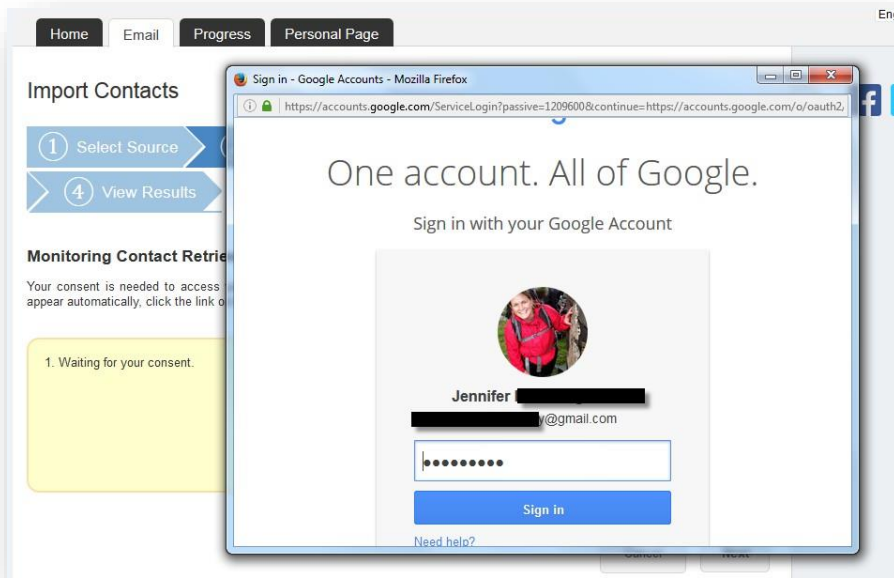 Eng
Home Email Progress Personal Page
Import Contacts
1 Select Source
4 View Results
Monitoring Contact Retrie
Your consent is needed to access
appear automatically, click the link o
1. Waiting for your consent.
Sign in - Google Accounts - Mozilla Firefox
https://accounts.google.com/ServiceLogin?passive=1209600&continue=https://accounts.google.com/o/oauth2/
One account. All of Google.
Sign in with your Google Account
Jennifer
y@gmail.com
Sign in
Need help?
Cancel Next